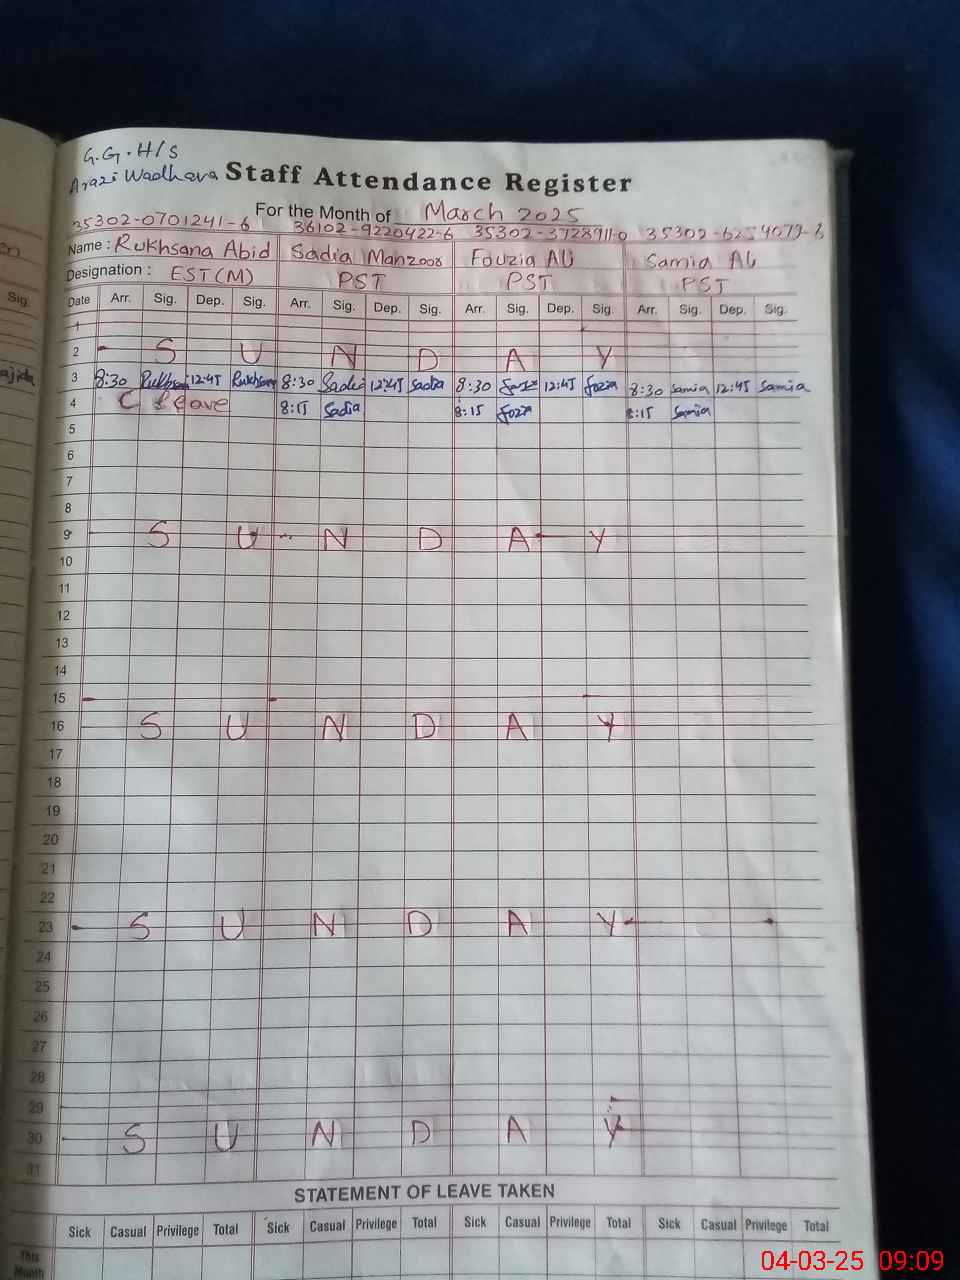 G.G.H/S
Arazi Wadhera Staff Attendance Register
For the Month of March 2025
35302-0701241-6 36102-9220422-6 35302-3728911-0
Name : Rukhsana Abid Sadia Manzoor Fouzia Ali Samia Ali
Designation : EST(M) PST PST PST
Sig. Date Arr. Sig. Dep. Sig. Arr. Sig. Dep. Sig. Arr. Sig. Dep. Sig. Arr. Sig. Dep. Sig.
1
2 S U N D A Y
3 8:30 Rukhsana 12:45 Rukhsana 8:30 Sadia 12:45 Sadia 8:30 12:45 fozia 8:30 Samia 12:45 Samia
4 C leave 8:15 Sadia 8:15 fozia 8:15 Samia
5
6
7
8
9 S U N D A Y
10
11
12
13
14
15
16 S U N D A Y
17
18
19
20
21
22
23 S U N D A Y
24
25
26
27
28
29
30 S U N D A Y
31
STATEMENT OF LEAVE TAKEN
Sick Casual Privilege Total Sick Casual Privilege Total Sick Casual Privilege Total Sick Casual Privilege Total
This
Month
04-03-25 09:09